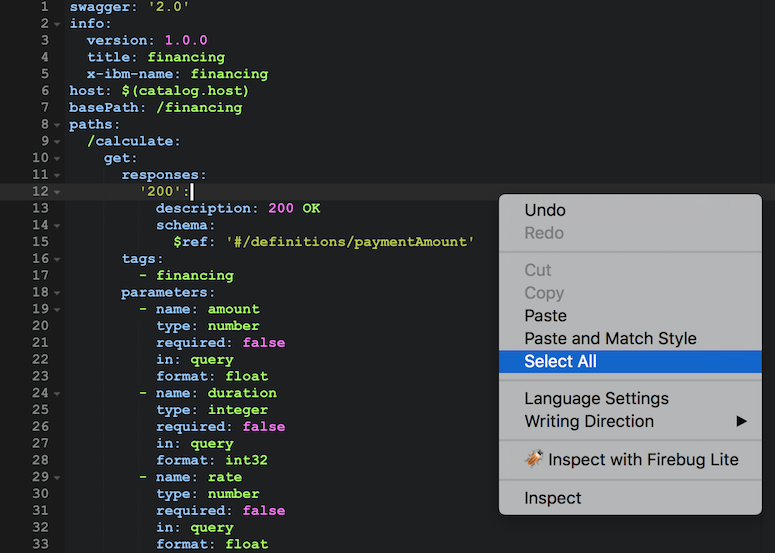 1 swagger: '2.0'
2 info:
3 version: 1.0.0
4 title: financing
5 x-ibm-name: financing
6 host: $(catalog.host)
7 basePath: /financing
8 paths:
9 /calculate:
10 get:
11 responses:
12 '200':
13 description: 200 OK
14 schema:
15 $ref: '#/definitions/paymentAmount'
16 tags:
17 - financing
18 parameters:
19 - name: amount
20 type: number
21 required: false
22 in: query
23 format: float
24 - name: duration
25 type: integer
26 required: false
27 in: query
28 format: int32
29 - name: rate
30 type: number
31 required: false
32 in: query
33 format: float
Undo
Redo
Cut
Copy
Paste
Paste and Match Style
Select All
Language Settings
Writing Direction
Inspect with Firebug Lite
Inspect